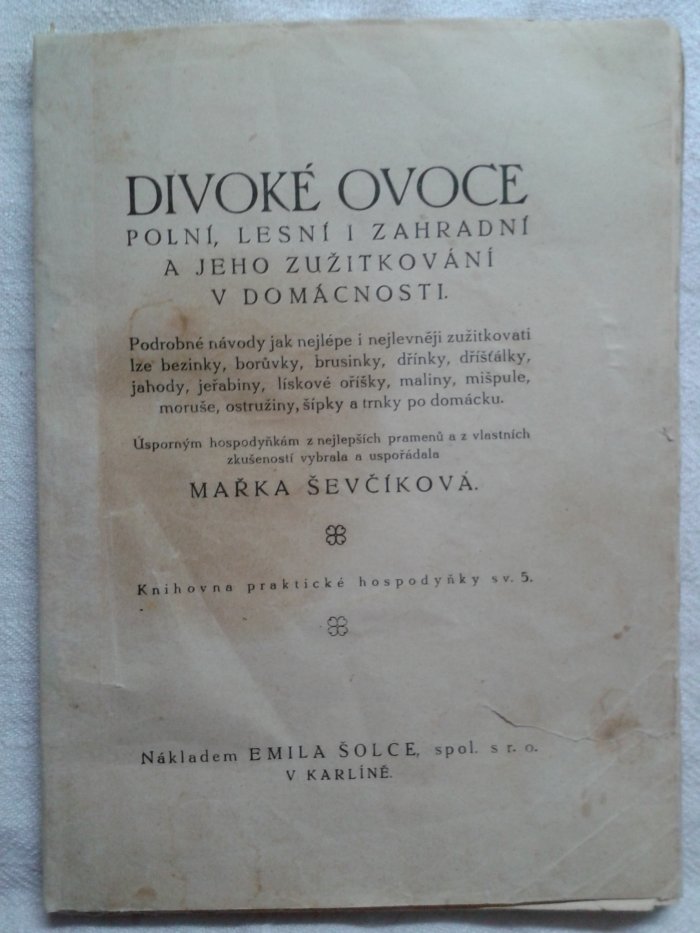 DIVOKÉ OVOCE
POLNÍ, LESNÍ I ZAHRADNÍ
A JEHO ZUŽITKOVÁNÍ
V DOMÁCNOSTI.
Podrobné návody jak nejlépe i nejlevněji zužitkovati
lze bezinky, borůvky, brusinky, dřínky, dříšťálky,
jahody, jeřabiny, lískové oříšky, maliny, mišpule,
moruše, ostružiny, šípky a trnky po domácku.
Úsporným hospodyňkám z nejlepších pramenů a z vlastních
zkušeností vybrala a uspořádala
MAŘKA ŠEVČÍKOVÁ.
Knihovna praktické hospodyňky sv. 5.
Nákladem EMILA ŠOLCE, spol. s r. o.
V KARLÍNĚ.